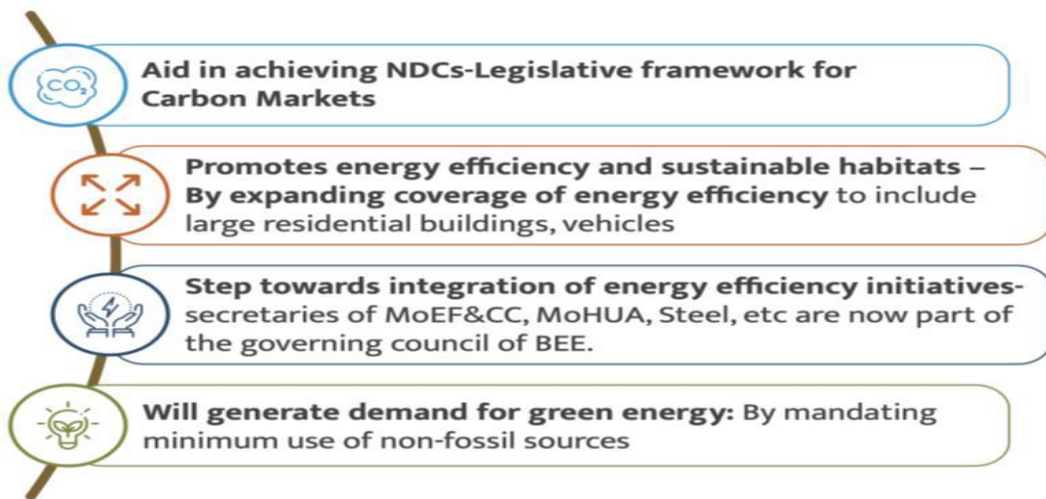 CO₂
Aid in achieving NDCs-Legislative framework for
Carbon Markets
Promotes energy efficiency and sustainable habitats –
By expanding coverage of energy efficiency to include
large residential buildings, vehicles
Step towards integration of energy efficiency initiatives-
secretaries of MoEF&CC, MoHUA, Steel, etc are now part of
the governing council of BEE.
Will generate demand for green energy: By mandating
minimum use of non-fossil sources